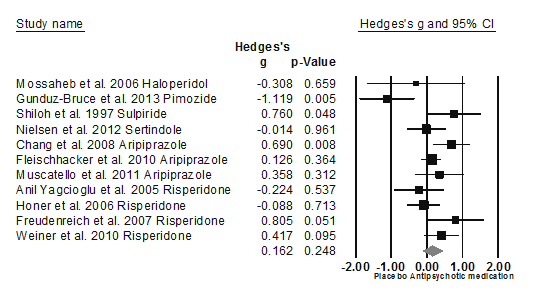 Study name Hedges's g and 95% CI
Hedges's
g p-Value
Mossaheb et al. 2006 Haloperidol -0.308 0.659
Gunduz-Bruce et al. 2013 Pimozide -1.119 0.005
Shiloh et al. 1997 Sulpiride 0.760 0.048
Nielsen et al. 2012 Sertindole -0.014 0.961
Chang et al. 2008 Aripiprazole 0.690 0.008
Fleischhacker et al. 2010 Aripiprazole 0.126 0.364
Muscatello et al. 2011 Aripiprazole 0.358 0.312
Anil Yagcioglu et al. 2005 Risperidone -0.224 0.537
Honer et al. 2006 Risperidone -0.088 0.713
Freudenreich et al. 2007 Risperidone 0.805 0.051
Weiner et al. 2010 Risperidone 0.417 0.095
0.162 0.248
-2.00 -1.00 0.00 1.00 2.00
Placebo Antipsychotic medication